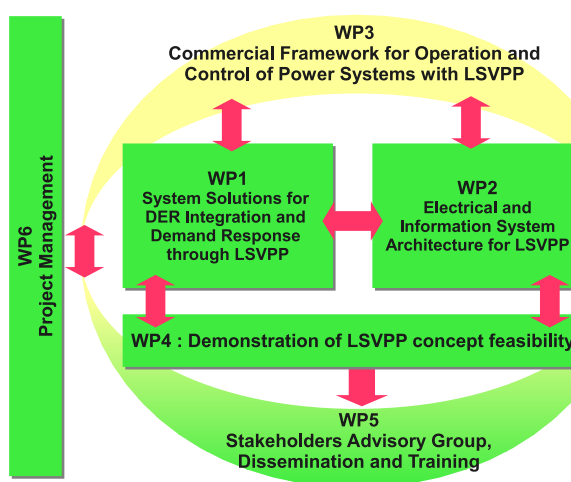 WP3
Commercial Framework for Operation and
Control of Power Systems with LSVPP
WP6
Project Management
WP1
System Solutions for
DER Integration and
Demand Response
through LSVPP
WP2
Electrical and
Information System
Architecture for LSVPP
WP4 : Demonstration of LSVPP concept feasibility
WP5
Stakeholders Advisory Group,
Dissemination and Training